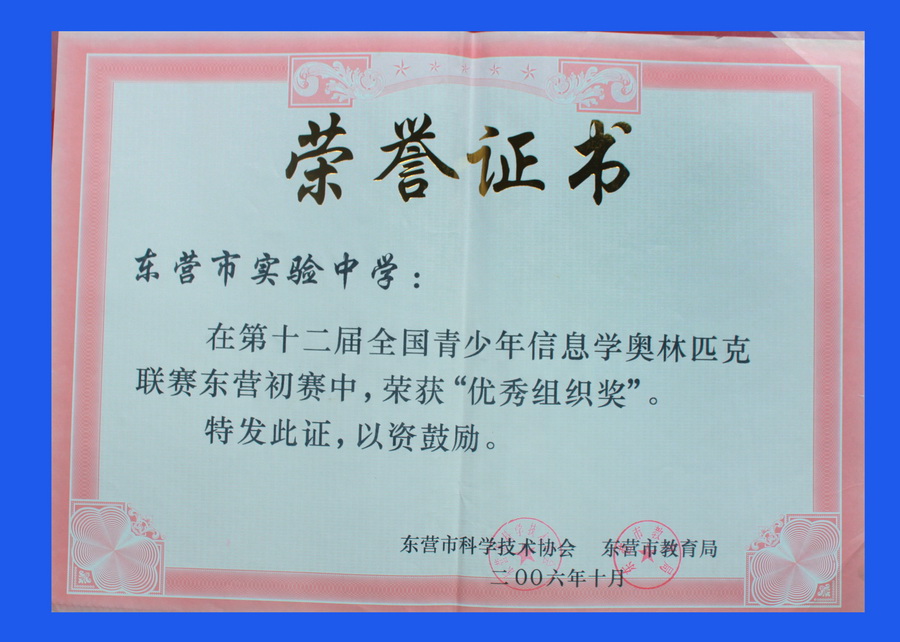 荣誉证书
东营市实验中学：
在第十二届全国青少年信息学奥林匹克
联赛东营初赛中，荣获“优秀组织奖”。
特发此证，以资鼓励。
东营市科学技术协会 东营市教育局
二〇〇六年十月